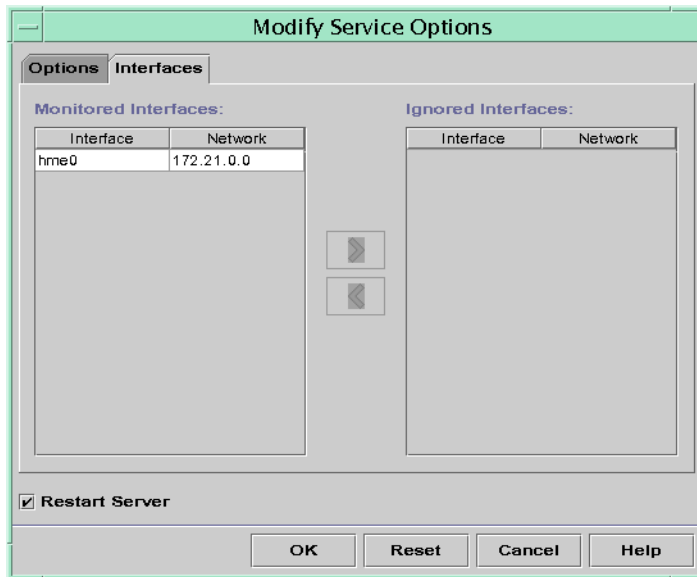 Modify Service Options
Options Interfaces
Monitored Interfaces: Ignored Interfaces:
Interface Network Interface Network
hme0 172.21.0.0
Restart Server
OK Reset Cancel Help